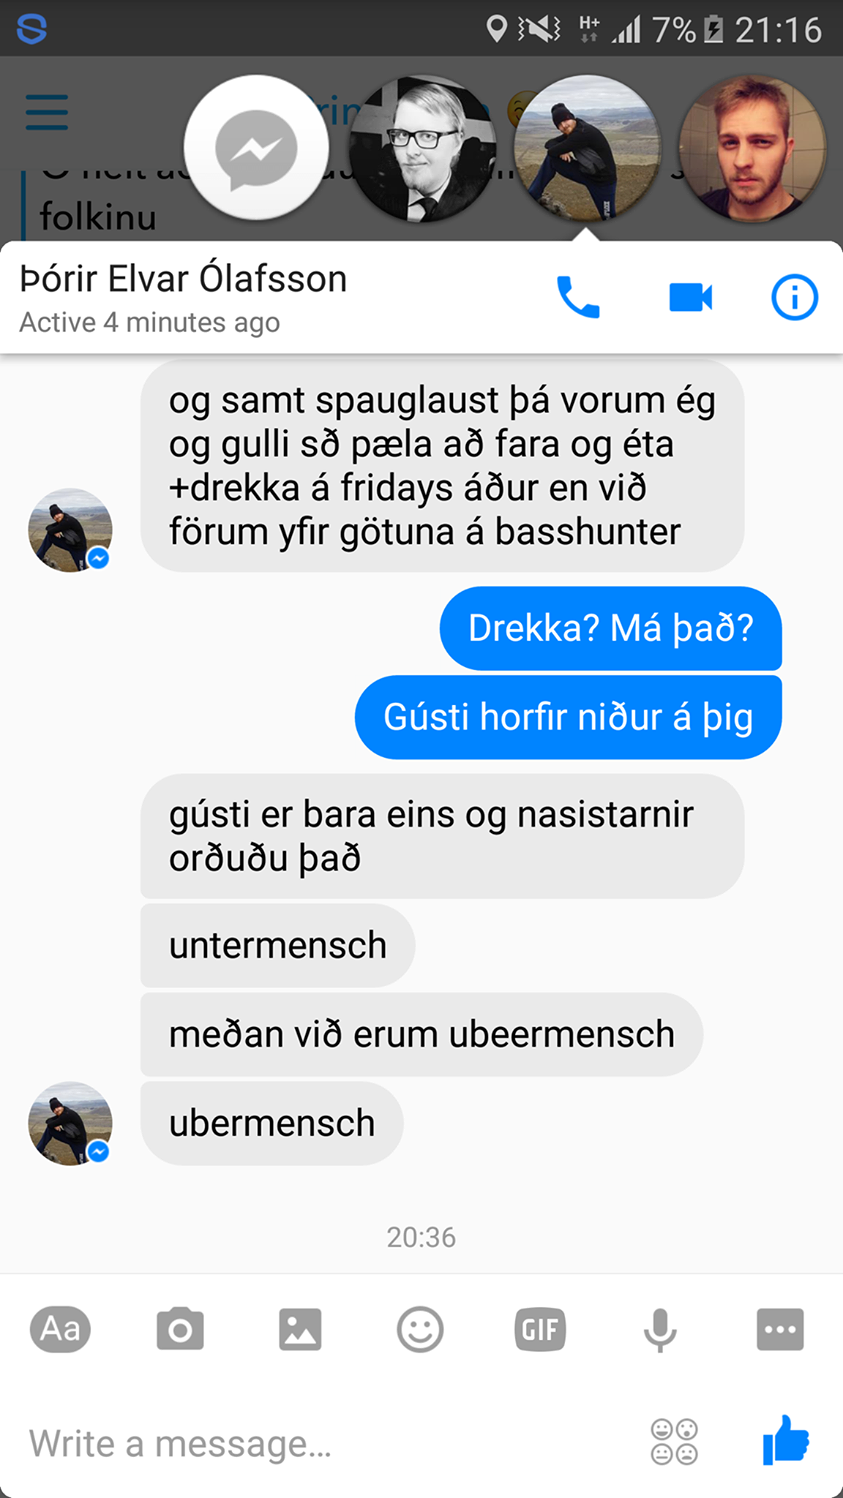 H+
7%
21:16
folkinu
Þórir Elvar Ólafsson
Active 4 minutes ago
og samt spauglaust þá vorum ég
og gulli sð pæla að fara og éta
+drekka á fridays áður en við
förum yfir götuna á basshunter
Drekka? Má það?
Gústi horfir niður á þig
gústi er bara eins og nasistarnir
orðuðu það
untermensch
meðan við erum ubeermensch
ubermensch
20:36
Aa
GIF
Write a message...